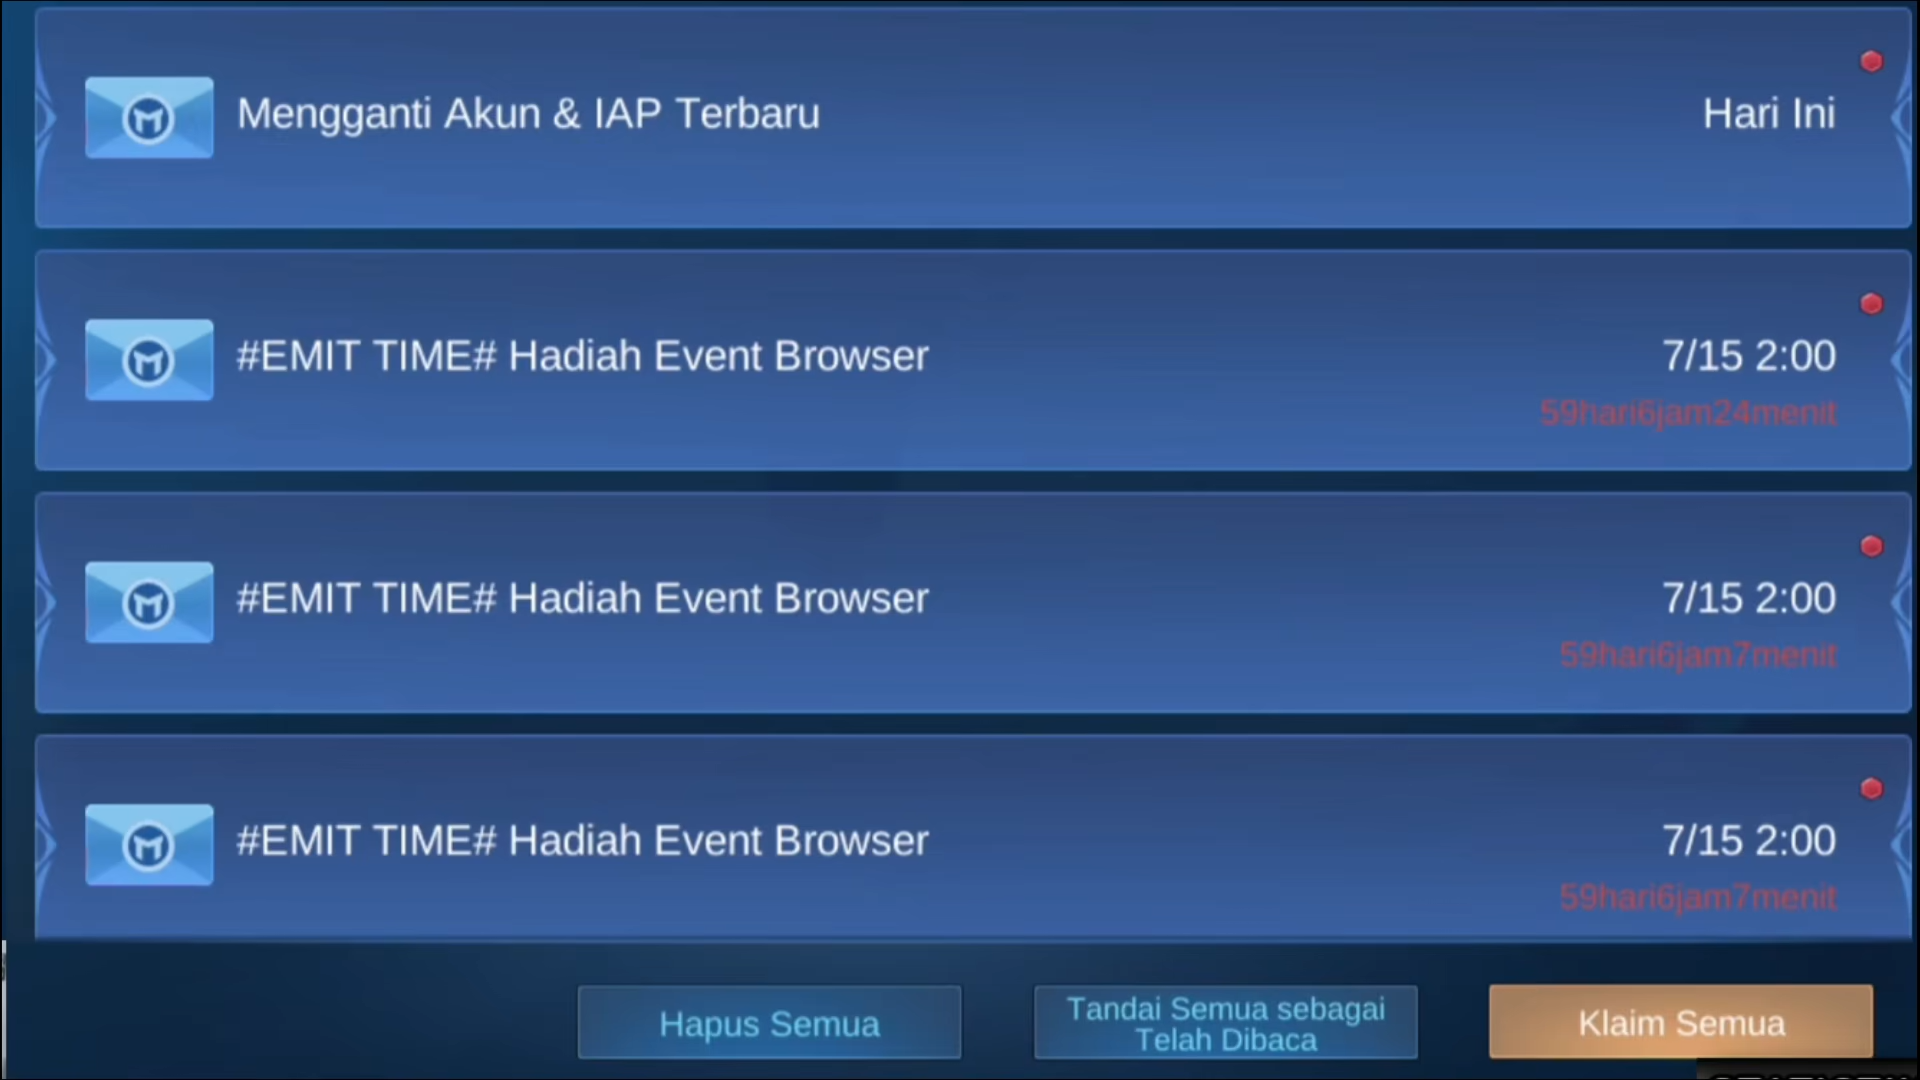 Mengganti Akun & IAP Terbaru
Hari Ini
#EMIT TIME# Hadiah Event Browser
7/15 2:00
59hari6jam24menit
#EMIT TIME# Hadiah Event Browser
7/15 2:00
59hari6jam7menit
#EMIT TIME# Hadiah Event Browser
7/15 2:00
59hari6jam7menit
Hapus Semua
Tandai Semua sebagai
Telah Dibaca
Klaim Semua